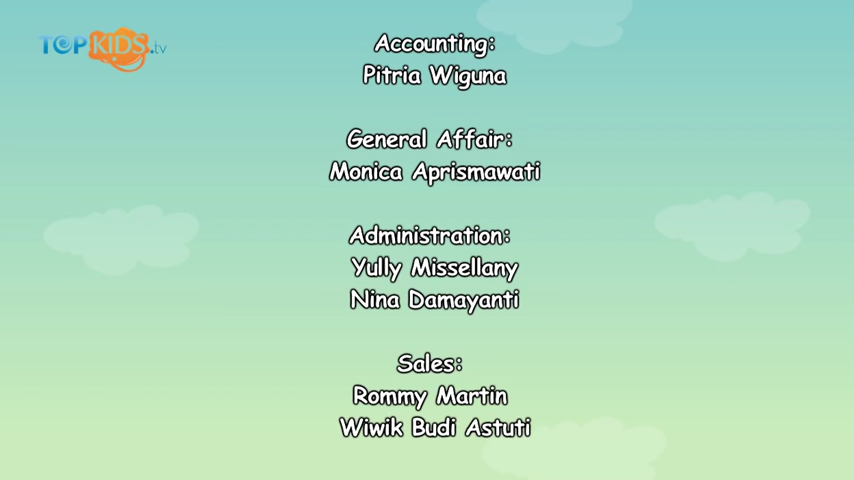 TOPKIDS.tv
Accounting:
Pitria Wiguna
General Affair:
Monica Aprismawati
Administration:
Yully Missellany
Nina Damayanti
Sales:
Rommy Martin
Wiwik Budi Astuti